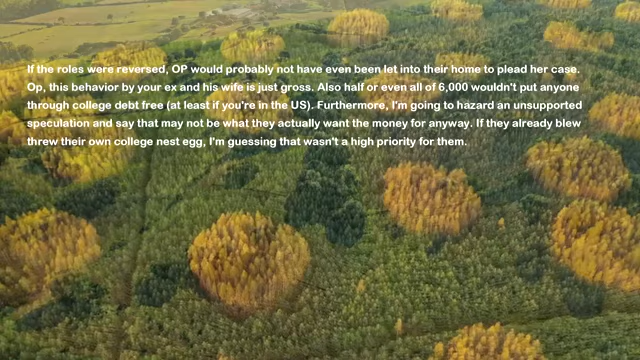 If the roles were reversed, OP would probably not have even been let into their home to plead her case.
Op, this behavior by your ex and his wife is just gross. Also half or even all of 6,000 wouldn't put anyone
through college debt free (at least if you're in the US). Furthermore, I'm going to hazard an unsupported
speculation and say that may not be what they actually want the money for anyway. If they already blew
threw their own college nest egg, I'm guessing that wasn't a high priority for them.